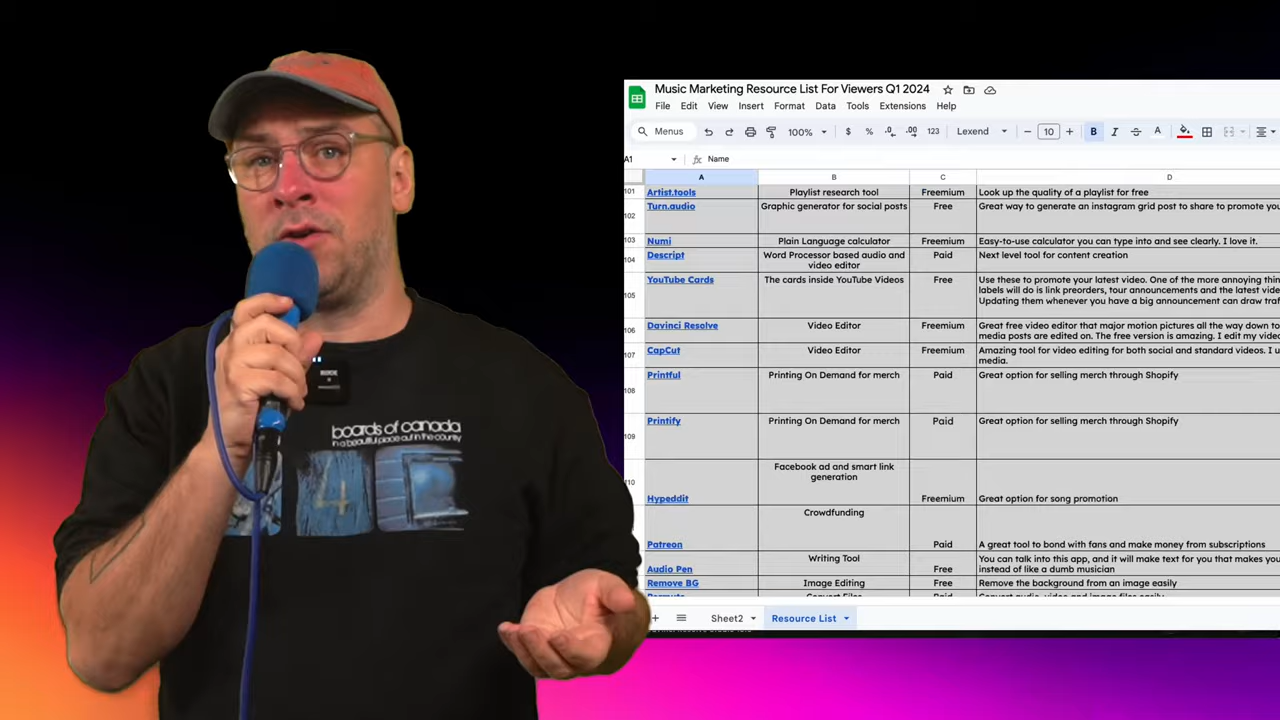 Music Marketing Resource List For Viewers Q1 2024
File Edit View Insert Format Data Tools Extensions Help
Menus 100% $ % .0 .00 123 Lexend 10 B I A
A1 fx Name
A B C D
101 Artist.tools Playlist research tool Freemium Look up the quality of a playlist for free
102 Turn.audio Graphic generator for social posts Free Great way to generate an instagram grid post to share to promote you
103 Numi Plain Language calculator Freemium Easy-to-use calculator you can type into and see clearly. I love it.
104 Descript Word Processor based audio and Paid Next level tool for content creation
video editor
105 YouTube Cards The cards inside YouTube Videos Free Use these to promote your latest video. One of the more annoying thin
labels will do is link preorders, tour announcements and the latest vide
Updating them whenever you have a big announcement can draw traf
106 Davinci Resolve Video Editor Freemium Great free video editor that major motion pictures all the way down to
media posts are edited on. The free version is amazing. I edit my video
107 CapCut Video Editor Freemium Amazing tool for video editing for both social and standard videos. I u
media.
108 Printful Printing On Demand for merch Paid Great option for selling merch through Shopify
109 Printify Printing On Demand for merch Paid Great option for selling merch through Shopify
110 Facebook ad and smart link
generation
Hypeddit Freemium Great option for song promotion
Crowdfunding
Patreon Paid A great tool to bond with fans and make money from subscriptions
Writing Tool You can talk into this app, and it will make text for you that makes you
Audio Pen Free instead of like a dumb musician
Remove BG Image Editing Free Remove the background from an image easily
Sheet2 Resource List
boards of canada
in a beautiful place out in the country